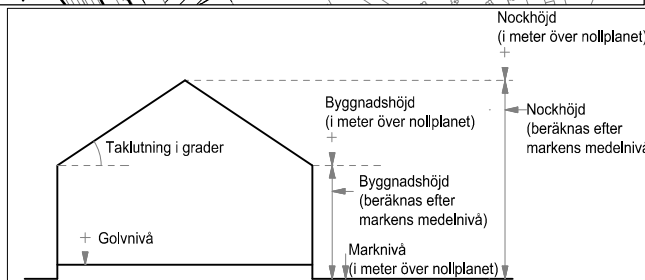 Nockhöjd
(i meter över nollplanet)
+
Byggnadshöjd
(i meter över nollplanet)
+
Nockhöjd
(beräknas efter
markens medelnivå
Taklutning i grader
Byggnadshöjd
(beräknas efter
markens medelnivå)
+ Golvnivå
Marknivå
(i meter över nollplanet)